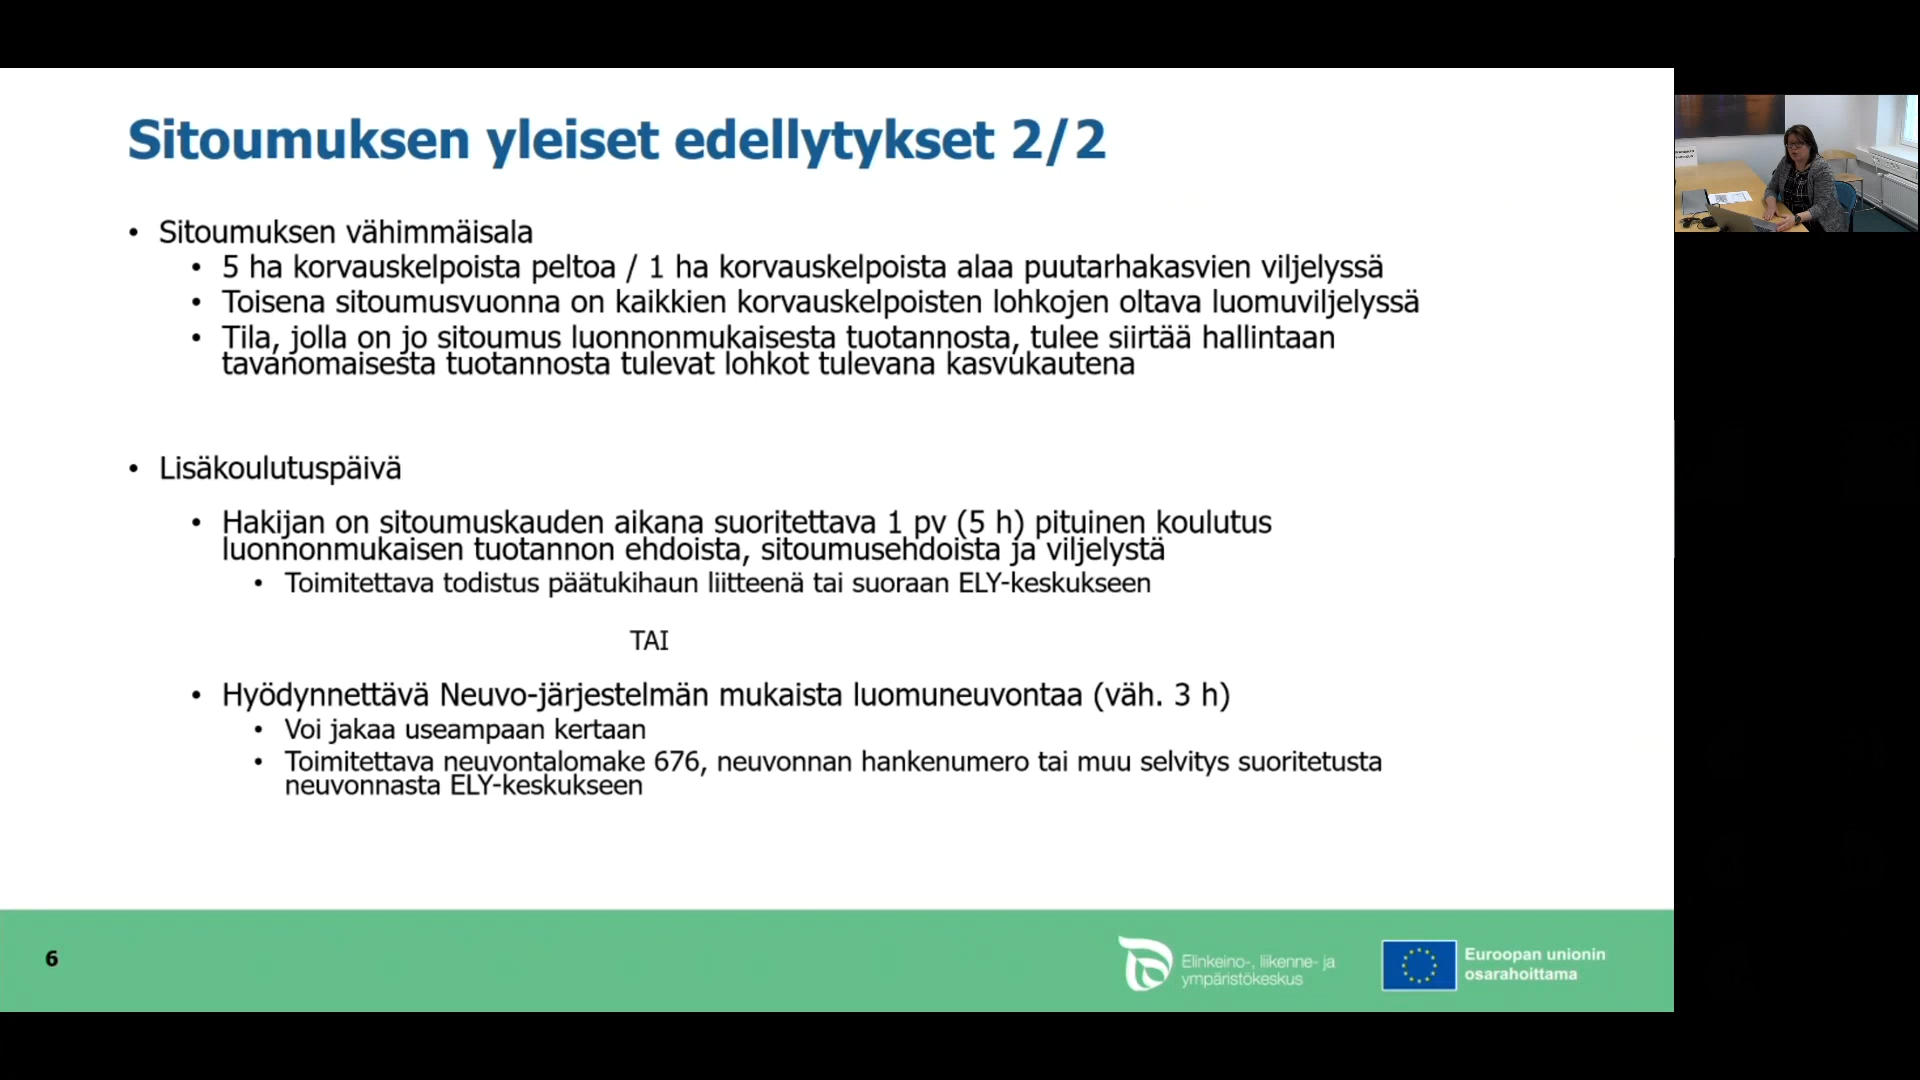 Sitoumuksen yleiset edellytykset 2/2
• Sitoumuksen vähimmäisala
• 5 ha korvauskelpoista peltoa / 1 ha korvauskelpoista alaa puutarhakasvien viljelyssä
• Toisena sitoumusvuonna on kaikkien korvauskelpoisten lohkojen oltava luomuviljelyssä
• Tila, jolla on jo sitoumus luonnonmukaisesta tuotannosta, tulee siirtää hallintaan
tavanomaisesta tuotannosta tulevat lohkot tulevana kasvukautena
• Lisäkoulutuspäivä
• Hakijan on sitoumuskauden aikana suoritettava 1 pv (5 h) pituinen koulutus
luonnonmukaisen tuotannon ehdoista, sitoumusehdoista ja viljelystä
• Toimitettava todistus päätukihaun liitteenä tai suoraan ELY-keskukseen
TAI
• Hyödynnettävä Neuvo-järjestelmän mukaista luomuneuvontaa (väh. 3 h)
• Voi jakaa useampaan kertaan
• Toimitettava neuvontalomake 676, neuvonnan hankenumero tai muu selvitys suoritetusta
neuvonnasta ELY-keskukseen
6
Elinkeino-, liikenne- ja
ympäristökeskus
Euroopan unionin
osarahoittama